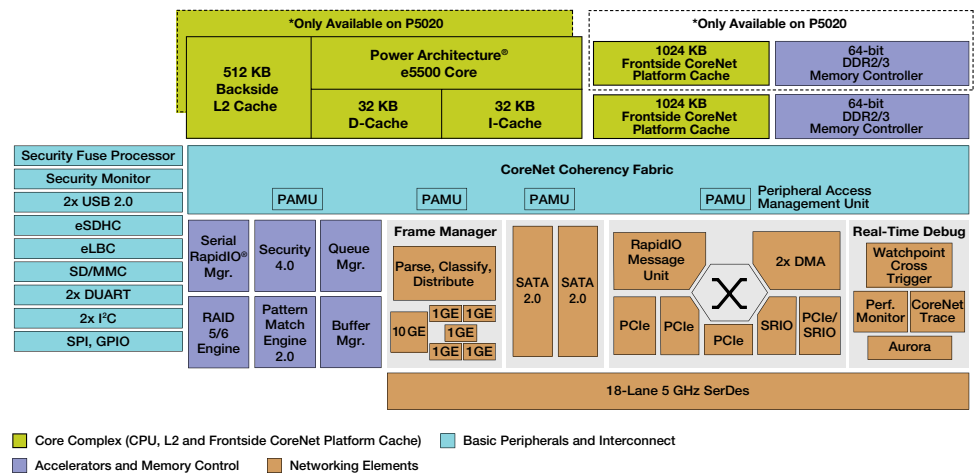 *Only Available on P5020
512 KB
Backside
L2 Cache
Power Architecture®
e5500 Core
32 KB
D-Cache
32 KB
I-Cache
*Only Available on P5020
1024 KB
Frontside CoreNet
Platform Cache
64-bit
DDR2/3
Memory Controller
1024 KB
Frontside CoreNet
Platform Cache
64-bit
DDR2/3
Memory Controller
Security Fuse Processor
Security Monitor
2x USB 2.0
eSDHC
eLBC
SD/MMC
2x DUART
2x I²C
SPI, GPIO
CoreNet Coherency Fabric
PAMU
PAMU
PAMU
PAMU
Peripheral Access
Management Unit
Serial
RapidIO®
Mgr.
Security
4.0
Queue
Mgr.
RAID
5/6
Engine
Pattern
Match
Engine
2.0
Buffer
Mgr.
Frame Manager
Parse, Classify,
Distribute
10 GE
1GE
1GE
1GE
1GE
1GE
SATA
2.0
SATA
2.0
RapidIO
Message
Unit
2x DMA
PCIe
PCIe
PCIe
SRIO
PCIe/
SRIO
Real-Time Debug
Watchpoint
Cross
Trigger
Perf.
Monitor
CoreNet
Trace
Aurora
18-Lane 5 GHz SerDes
Core Complex (CPU, L2 and Frontside CoreNet Platform Cache)
Basic Peripherals and Interconnect
Accelerators and Memory Control
Networking Elements